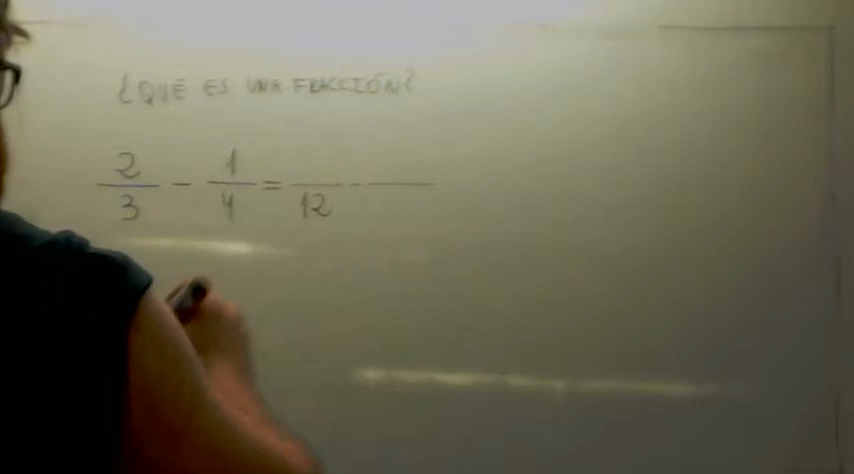 ¿QUÉ ES UNA FRACCIÓN?
2/3 - 1/4 = /12 -